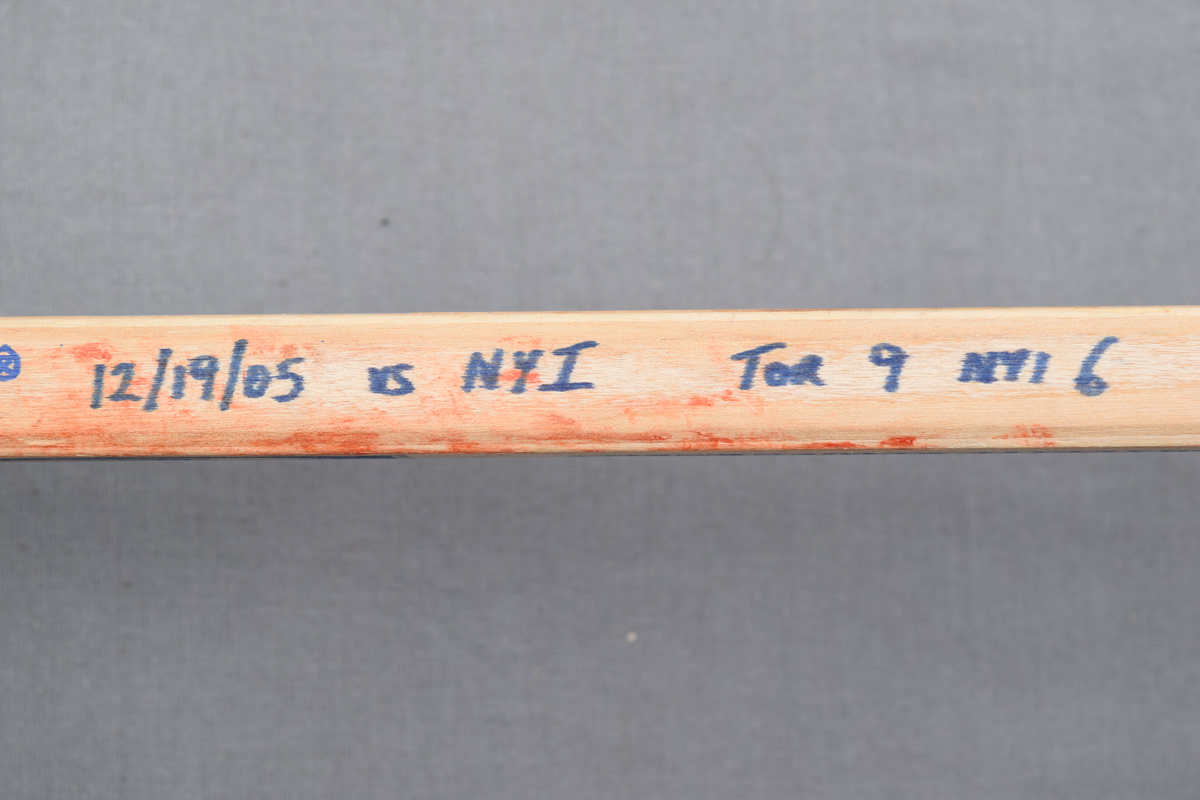 ® 12/19/05 vs NYI TOR 9 NYI 6